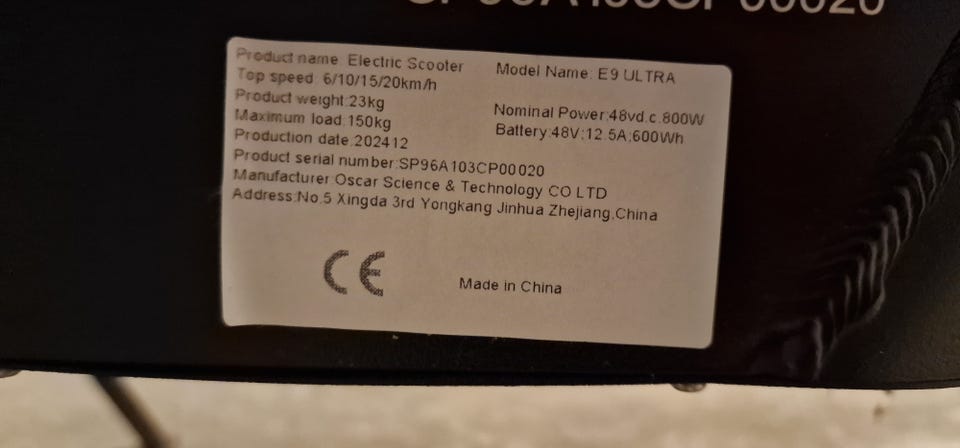 SP96A103CP00020
Product name: Electric Scooter
Model Name: E9 ULTRA
Top speed: 6/10/15/20km/h
Product weight:23kg
Nominal Power:48vd.c.800W
Maximum load:150kg
Battery:48V:12.5A;600Wh
Production date:202412
Product serial number:SP96A103CP00020
Manufacturer:Oscar Science & Technology CO LTD
Address:No.5 Xingda 3rd Yongkang Jinhua Zhejiang,China
CE
Made in China